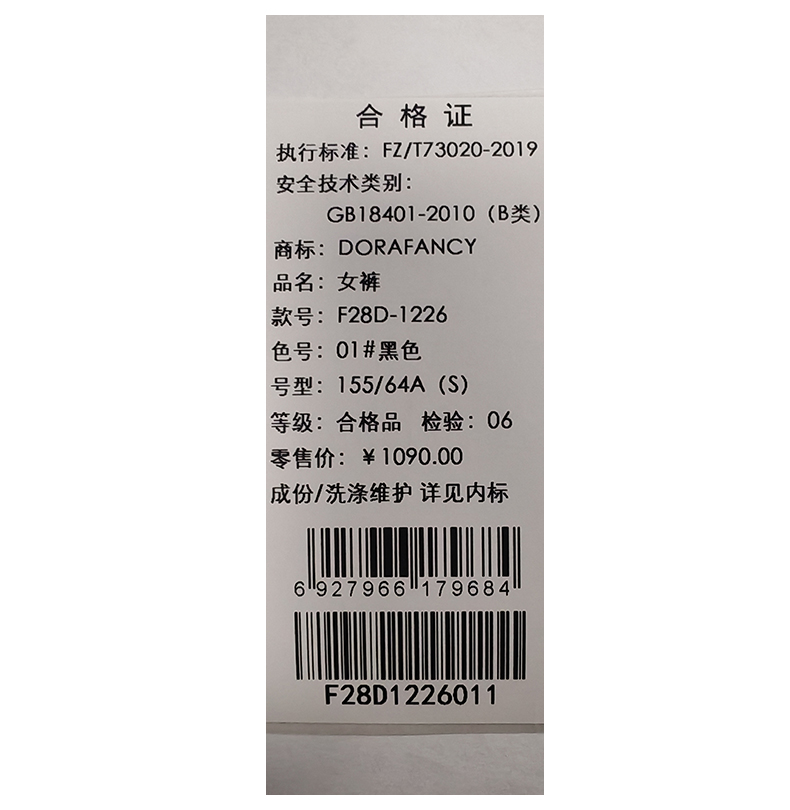 合格证
执行标准：FZ/T73020-2019
安全技术类别：
GB18401-2010（B类）
商标：DORAFANCY
品名：女裤
款号：F28D-1226
色号：01#黑色
号型：155/64A（S）
等级：合格品 检验：06
零售价：￥1090.00
成份/洗涤维护 详见内标
6 927966 179684
F28D1226011